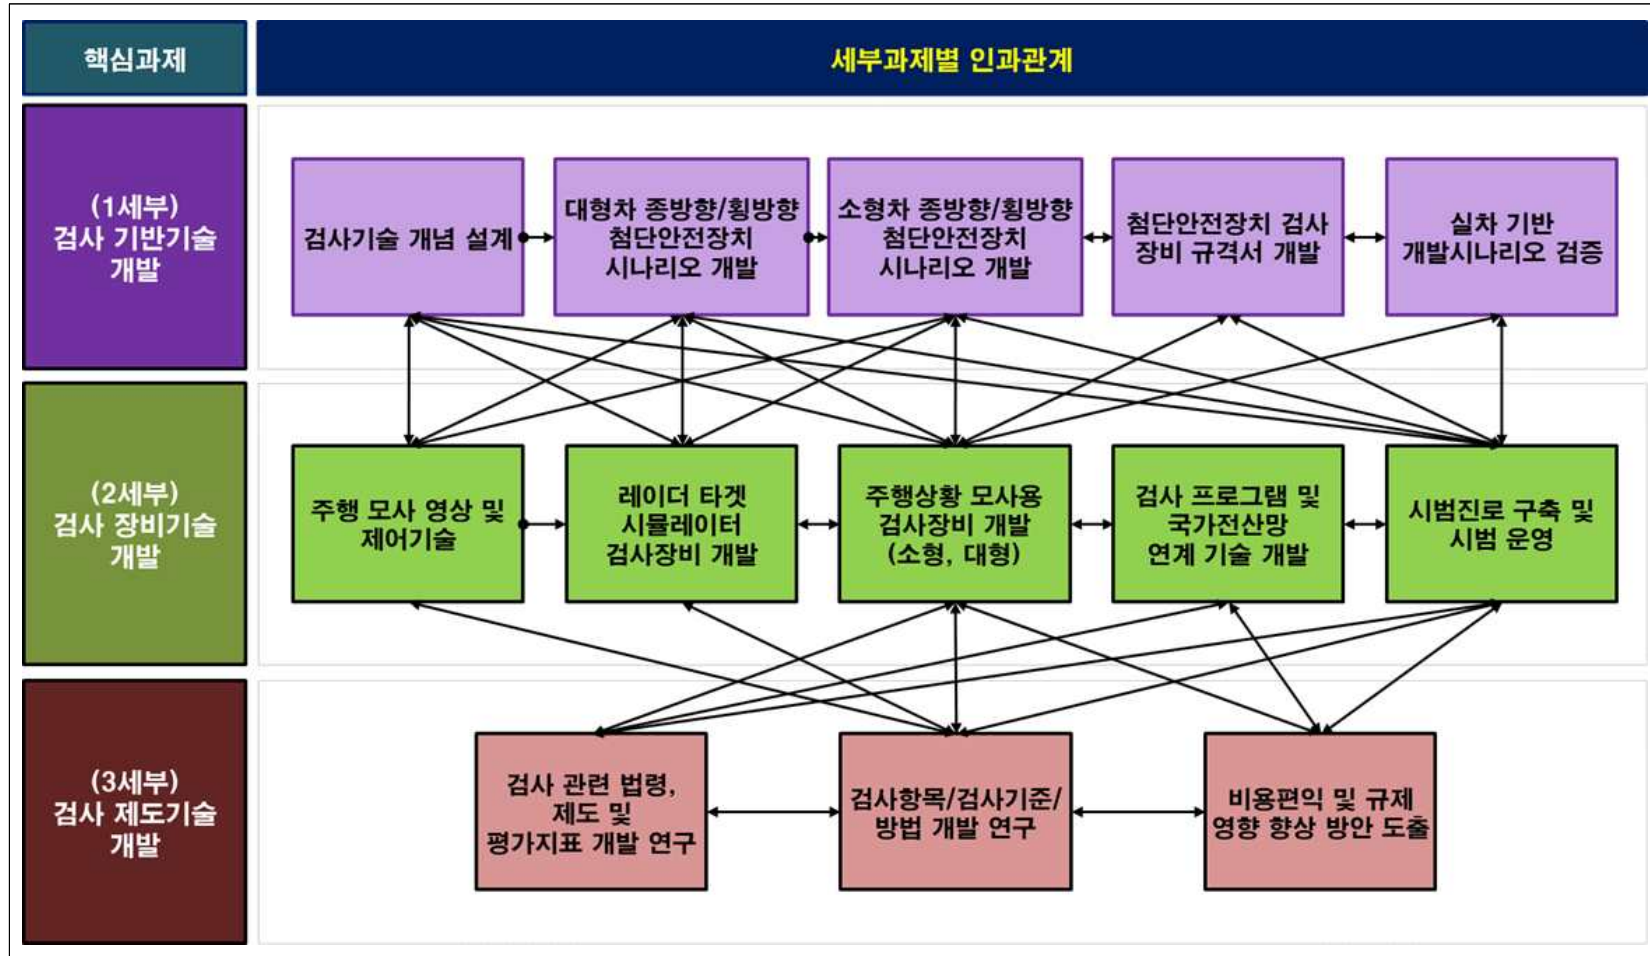 핵심과제
세부과제별 인과관계
(1세부)
검사 기반기술
개발
검사기술 개념 설계
대형차 종방향/횡방향
첨단안전장치
시나리오 개발
소형차 종방향/횡방향
첨단안전장치
시나리오 개발
첨단안전장치 검사
장비 규격서 개발
실차 기반
개발시나리오 검증
(2세부)
검사 장비기술
개발
주행 모사 영상 및
제어기술
레이더 타겟
시뮬레이터
검사장비 개발
주행상황 모사용
검사장비 개발
(소형, 대형)
검사 프로그램 및
국가전산망
연계 기술 개발
시범진로 구축 및
시범 운영
(3세부)
검사 제도기술
개발
검사 관련 법령,
제도 및
평가지표 개발 연구
검사항목/검사기준/
방법 개발 연구
비용편익 및 규제
영향 향상 방안 도출